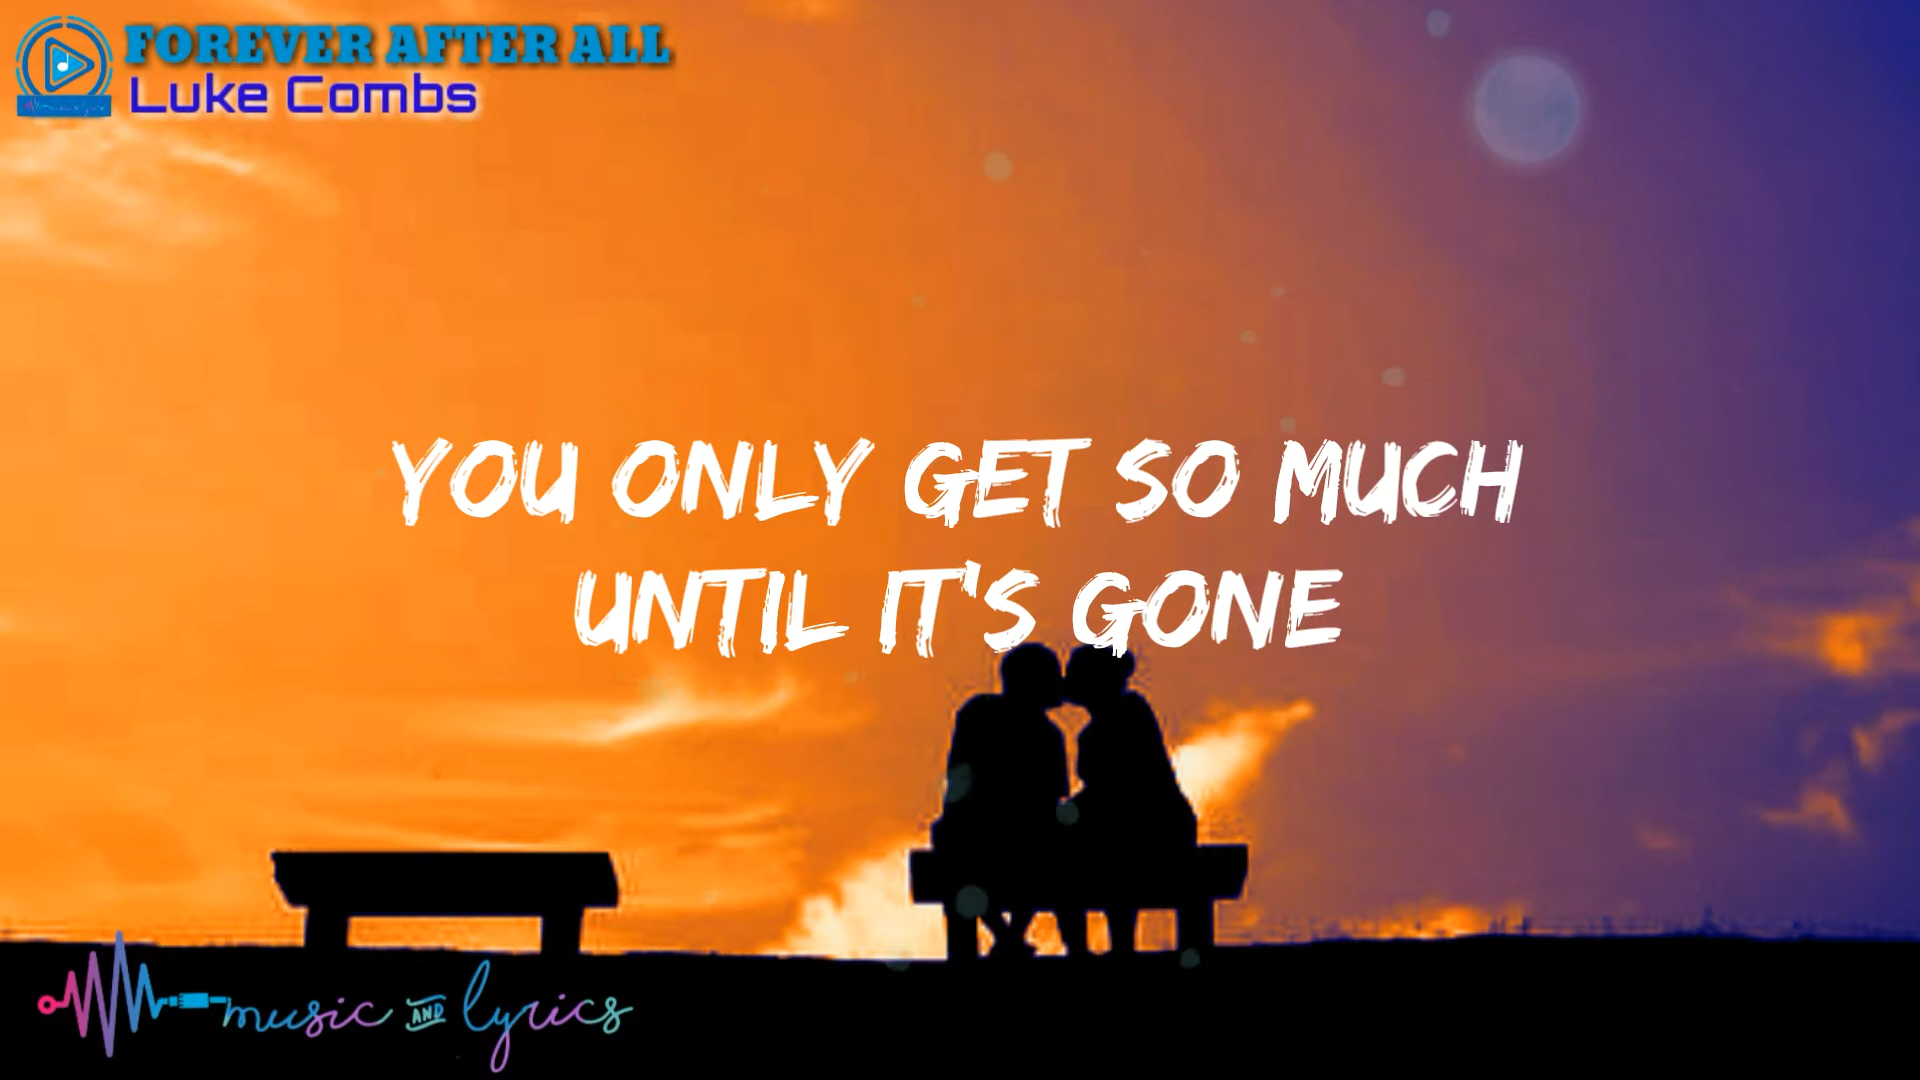 FOREVER AFTER ALL
Luke Combs
YOU ONLY GET SO MUCH
UNTIL IT'S GONE
music AND lyrics